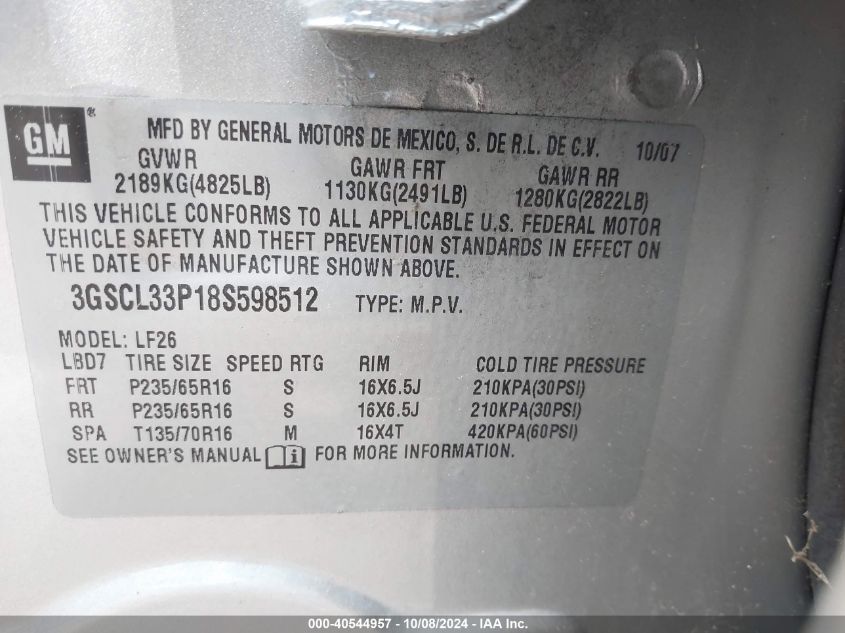 GM®
MFD BY GENERAL MOTORS DE MEXICO, S. DE R.L. DE C.V. 10/07
GVWR GAWR FRT GAWR RR
2189KG(4825LB) 1130KG(2491LB) 1280KG(2822LB)
THIS VEHICLE CONFORMS TO ALL APPLICABLE U.S. FEDERAL MOTOR
VEHICLE SAFETY AND THEFT PREVENTION STANDARDS IN EFFECT ON
THE DATE OF MANUFACTURE SHOWN ABOVE.
3GSCL33P18S598512 TYPE: M.P.V.
MODEL: LF26
LBD7 TIRE SIZE SPEED RTG RIM COLD TIRE PRESSURE
FRT P235/65R16 S 16X6.5J 210KPA(30PSI)
RR P235/65R16 S 16X6.5J 210KPA(30PSI)
SPA T135/70R16 M 16X4T 420KPA(60PSI)
SEE OWNER'S MANUAL i FOR MORE INFORMATION.
000-40544957 - 10/08/2024 - IAA Inc.